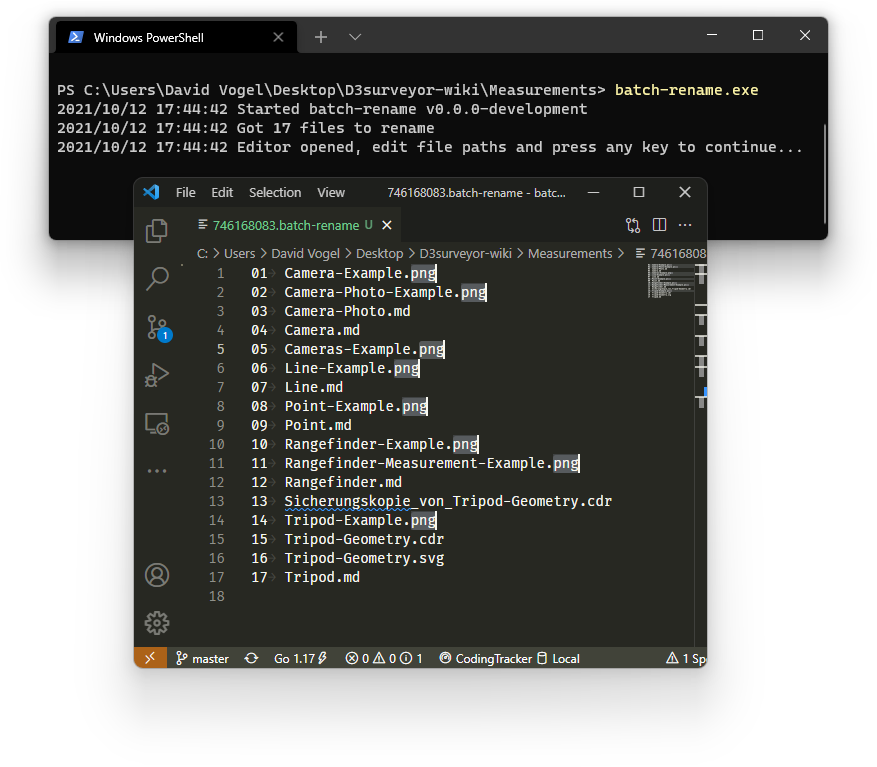 Windows PowerShell
PS C:\Users\David Vogel\Desktop\D3surveyor-wiki\Measurements> batch-rename.exe
2021/10/12 17:44:42 Started batch-rename v0.0.0-development
2021/10/12 17:44:42 Got 17 files to rename
2021/10/12 17:44:42 Editor opened, edit file paths and press any key to continue...
File Edit Selection View 746168083.batch-rename - batc...
746168083.batch-rename U
C: > Users > David Vogel > Desktop > D3surveyor-wiki > Measurements > 74616808
1 01 Camera-Example.png
2 02 Camera-Photo-Example.png
3 03 Camera-Photo.md
4 04 Camera.md
5 05 Cameras-Example.png
6 06 Line-Example.png
7 07 Line.md
8 08 Point-Example.png
9 09 Point.md
10 10 Rangefinder-Example.png
11 11 Rangefinder-Measurement-Example.png
12 12 Rangefinder.md
13 13 Sicherungskopie_von_Tripod-Geometry.cdr
14 14 Tripod-Example.png
15 15 Tripod-Geometry.cdr
16 16 Tripod-Geometry.svg
17 17 Tripod.md
18
1
master Go 1.17 0 0 1 CodingTracker Local 1 Sp